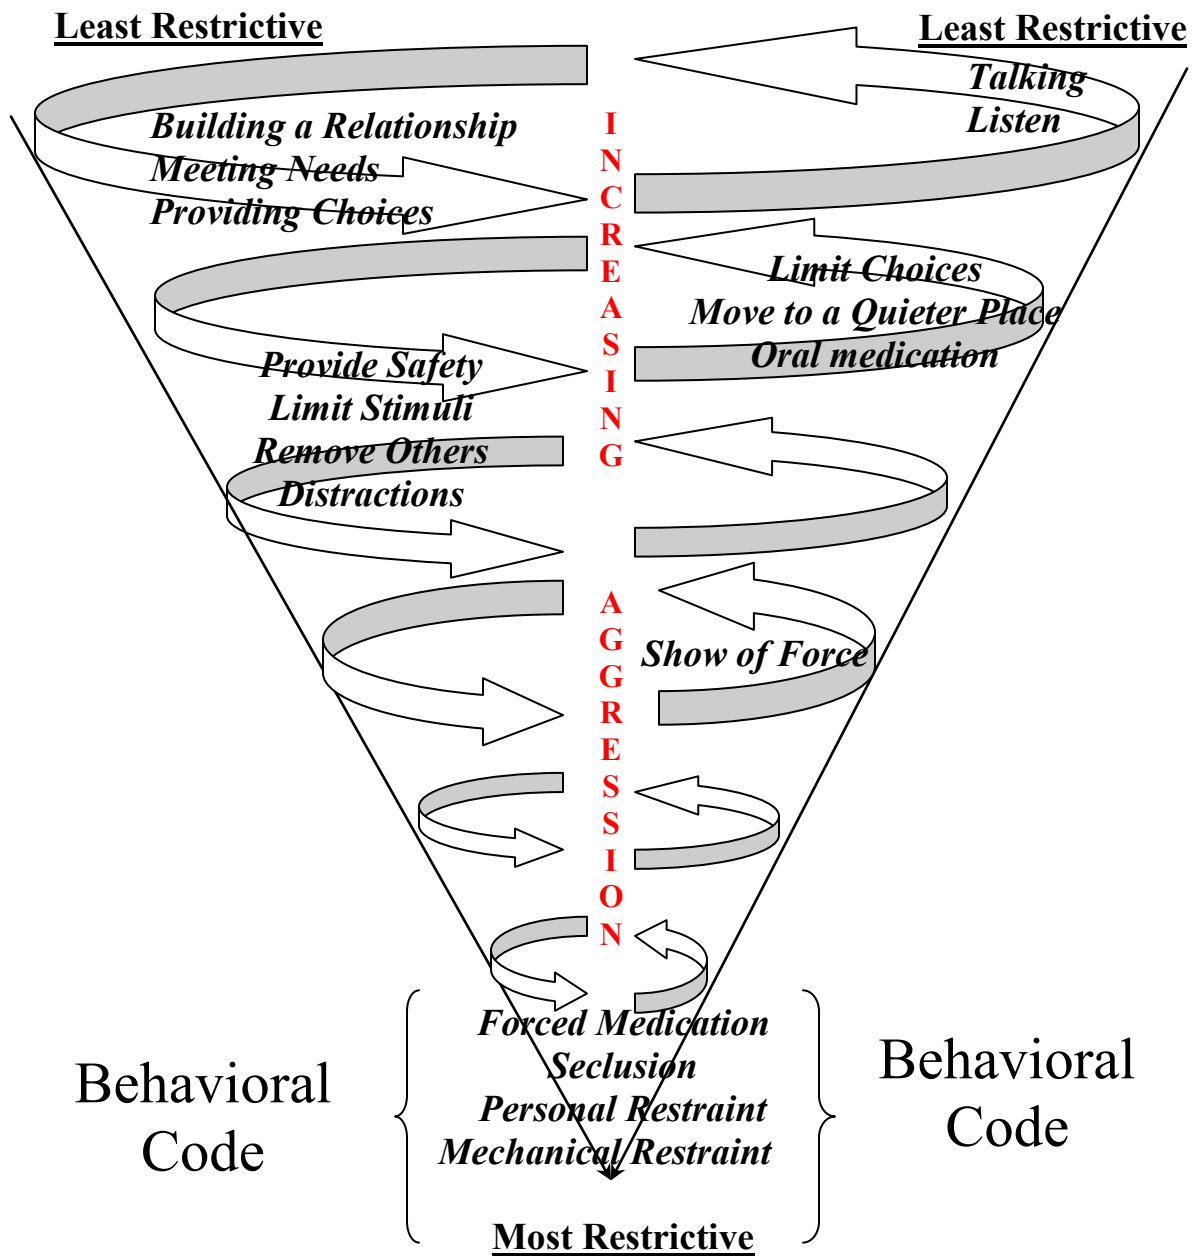 Least Restrictive
Least Restrictive
Talking
Listen
Building a Relationship
Meeting Needs
Providing Choices
INCREASING
Limit Choices
Move to a Quieter Place
Oral medication
Provide Safety
Limit Stimuli
Remove Others
Distractions
AGGRESSION
Show of Force
Forced Medication
Seclusion
Personal Restraint
Mechanical Restraint
Behavioral
Code
Behavioral
Code
Most Restrictive